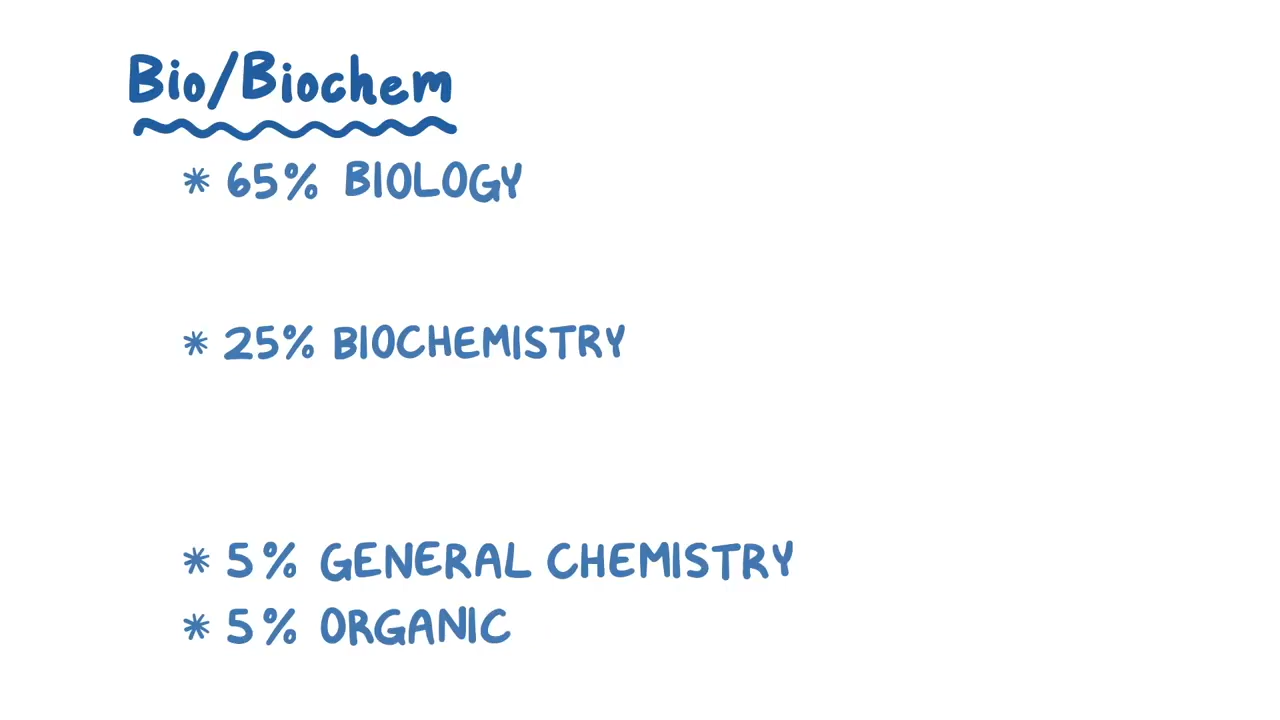 Bio/Biochem
* 65% BIOLOGY
* 25% BIOCHEMISTRY
* 5% GENERAL CHEMISTRY
* 5% ORGANIC